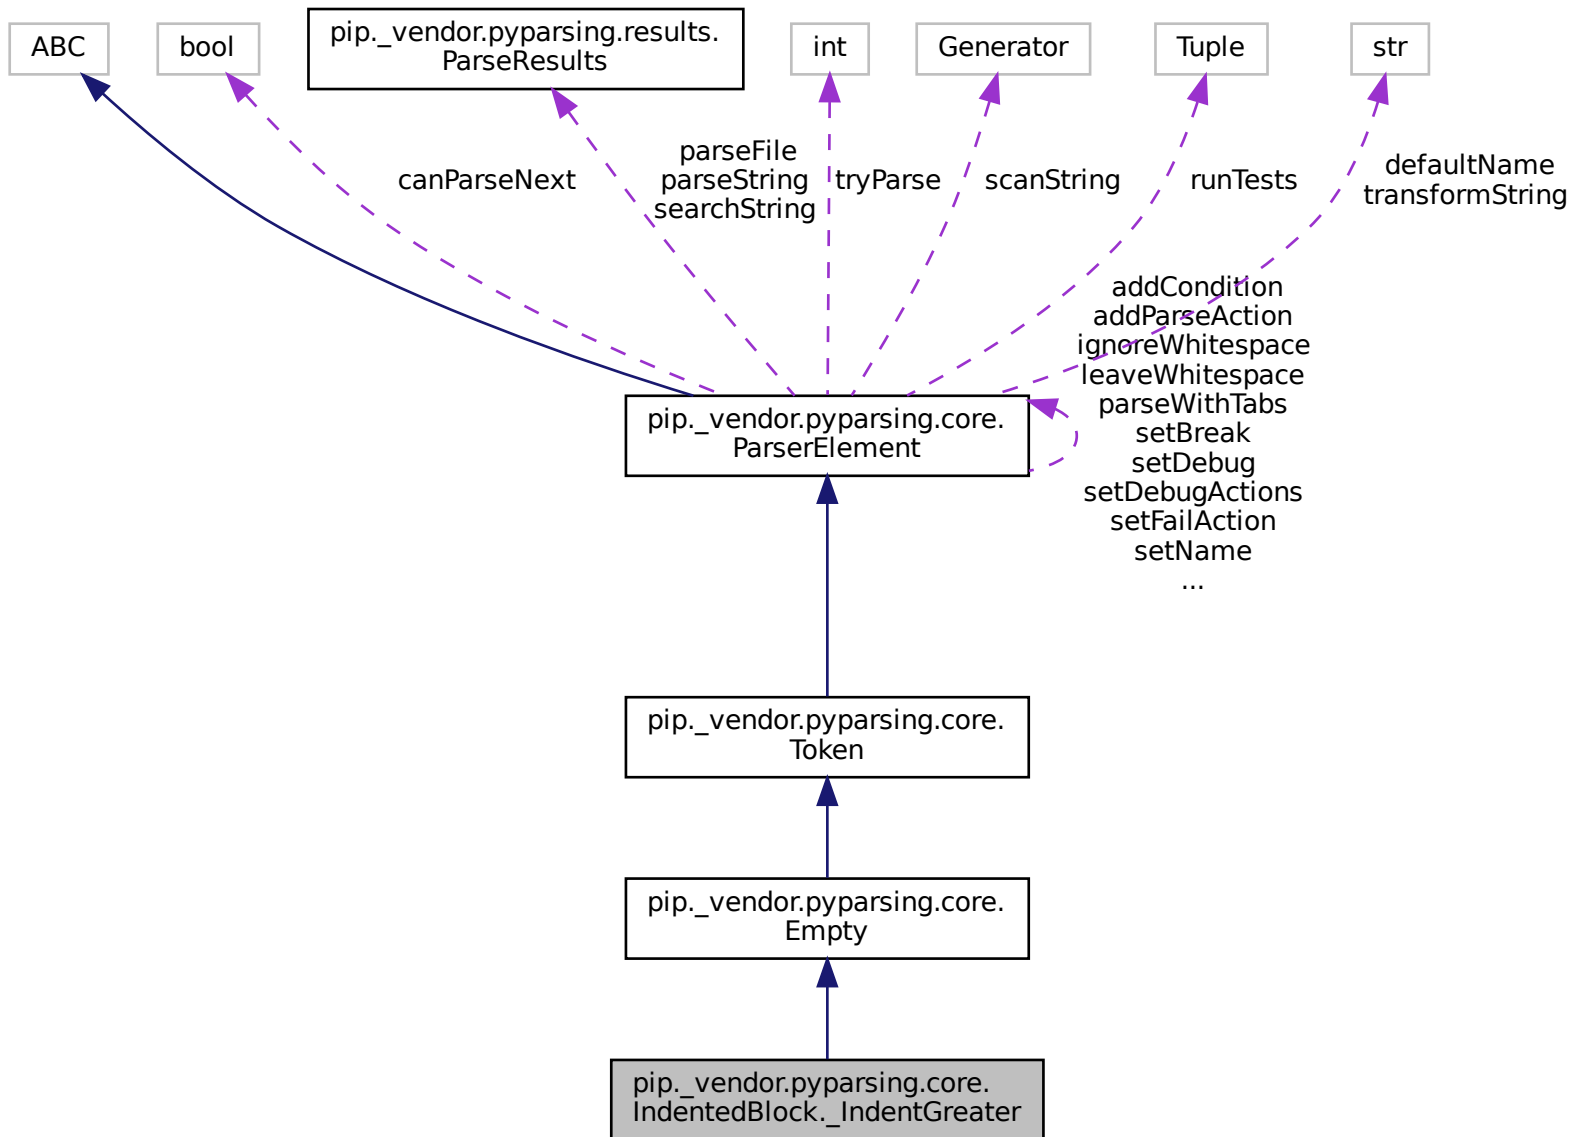 ABC
bool
pip._vendor.pyparsing.results.
ParseResults
int
Generator
Tuple
str
canParseNext
parseFile
parseString
searchString
tryParse
scanString
runTests
defaultName
transformString
addCondition
addParseAction
ignoreWhitespace
leaveWhitespace
parseWithTabs
setBreak
setDebug
setDebugActions
setFailAction
setName
...
pip._vendor.pyparsing.core.
ParserElement
pip._vendor.pyparsing.core.
Token
pip._vendor.pyparsing.core.
Empty
pip._vendor.pyparsing.core.
IndentedBlock._IndentGreater